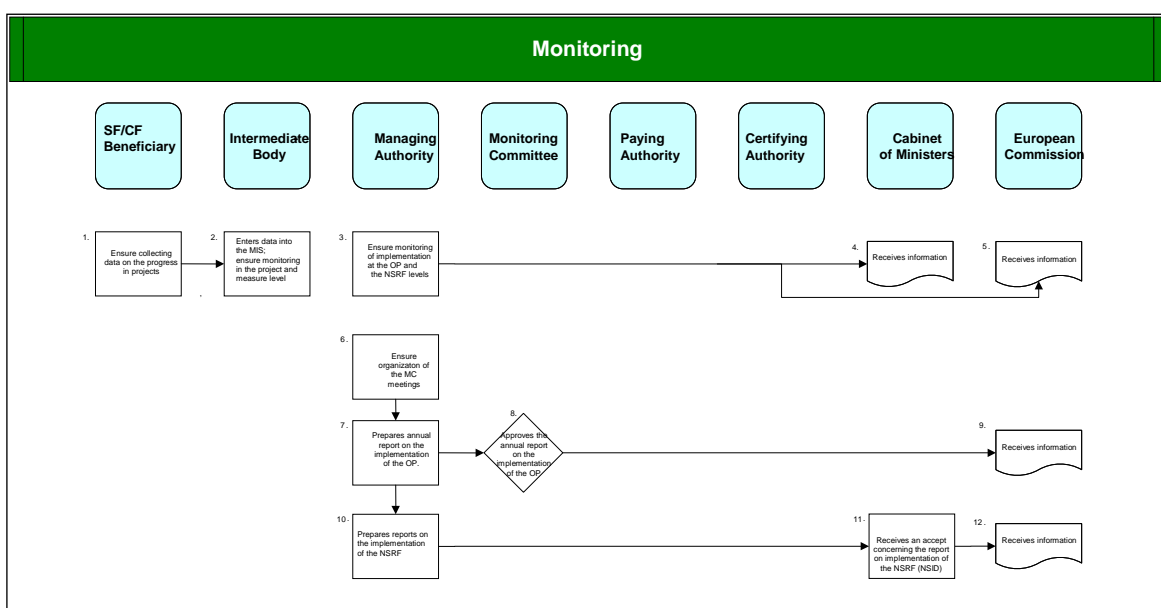 Monitoring
SF/CF
Beneficiary
Intermediate
Body
Managing
Authority
Monitoring
Committee
Paying
Authority
Certifying
Authority
Cabinet
of Ministers
European
Commission
1.
Ensure collecting
data on the progress
in projects
2.
Enters data into
the MIS;
ensure monitoring
in the project and
measure level
3.
Ensure monitoring
of implementation
at the OP and
the NSRF levels
4.
Receives information
5.
Receives information
6.
Ensure
organizaton of
the MC
meetings
7.
Prepares annual
report on the
implementation
of the OP.
8.
Approves the
annual report
on the
implementation
of the OP
9.
Receives information
10.
Prepares reports on
the implementation
of the NSRF
11.
Receives an accept
concerning the report
on implementation of
the NSRF (NSID)
12.
Receives information